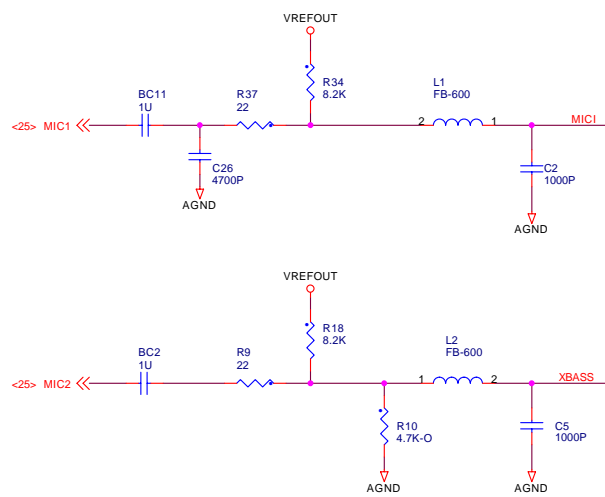 VREFOUT
BC11
1U
R37
22
R34
8.2K
L1
FB-600
<25> MIC1
2
1
MICI
C26
4700P
C2
1000P
AGND
AGND
VREFOUT
BC2
1U
R9
22
R18
8.2K
L2
FB-600
<25> MIC2
1
2
XBASS
R10
4.7K-O
C5
1000P
AGND
AGND